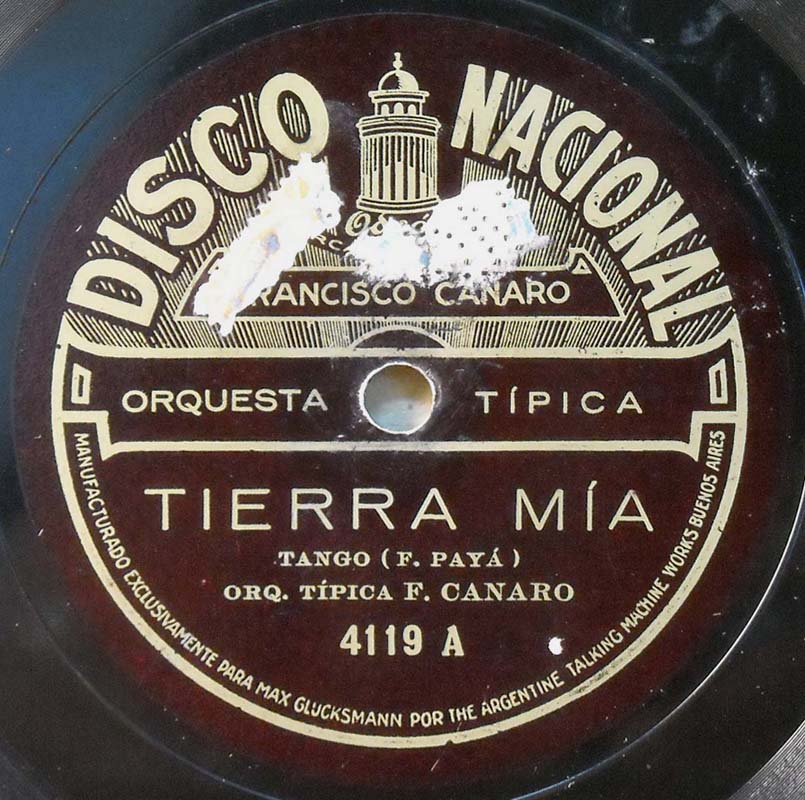 DISCO NACIONAL
FRANCISCO CANARO
ORQUESTA TÍPICA
TIERRA MÍA
TANGO (F. PAYÁ)
ORQ. TÍPICA F. CANARO
4119 A
MANUFACTURADO EXCLUSIVAMENTE PARA MAX GLUCKSMANN POR THE ARGENTINE TALKING MACHINE WORKS BUENOS AIRES